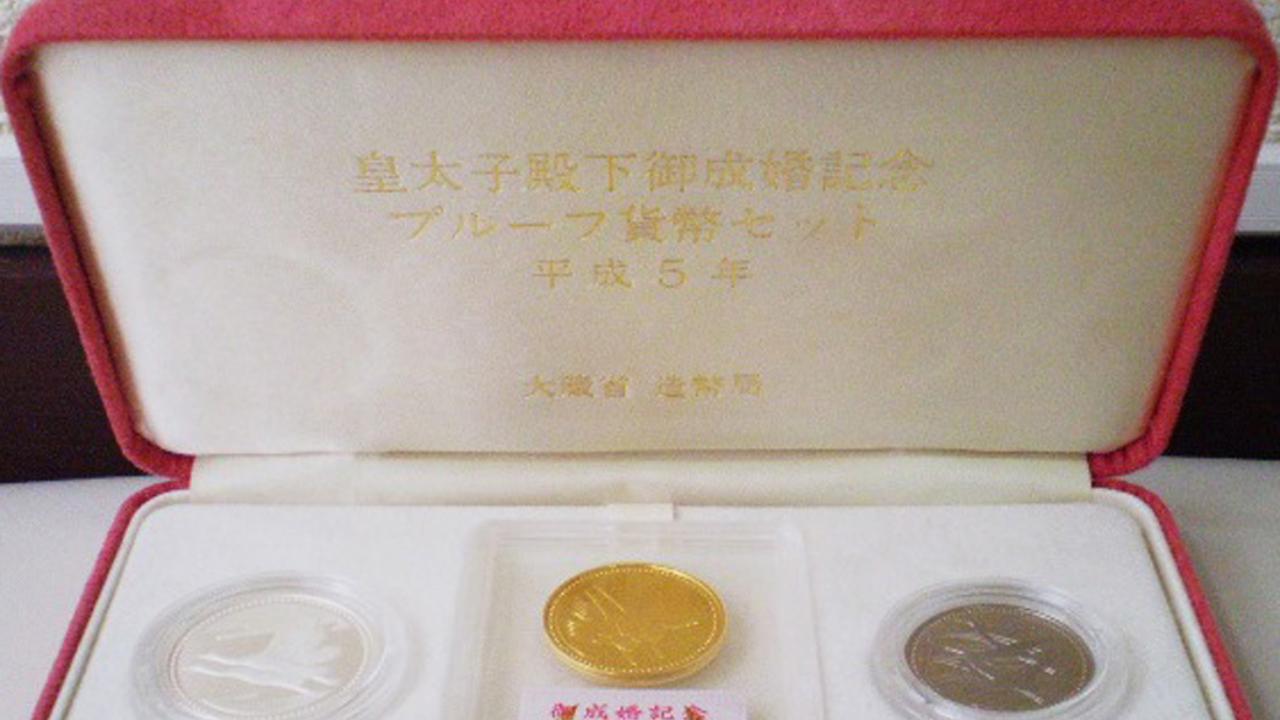 皇太子殿下御成婚記念
プルーフ貨幣セット
平成5年
大蔵省 造幣局
御成婚記念